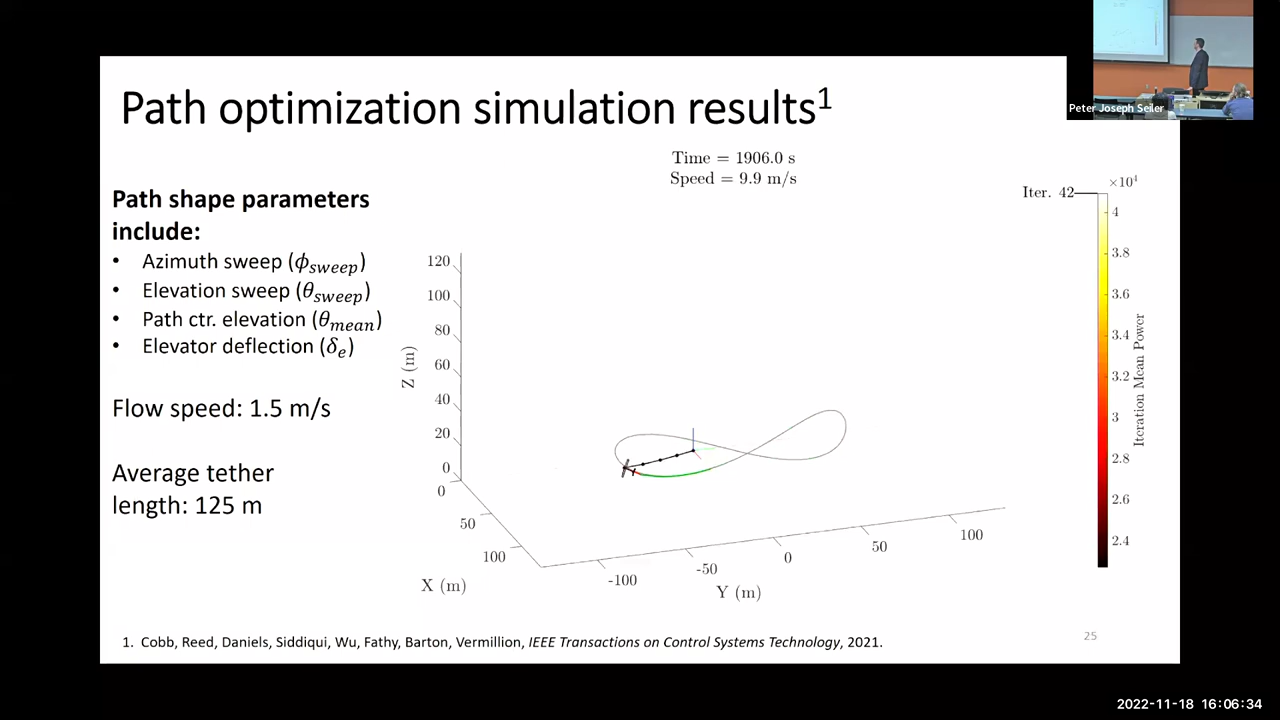 Path optimization simulation results¹
Peter Joseph Seiler
Time = 1906.0 s
Speed = 9.9 m/s
Path shape parameters
include:
• Azimuth sweep (ϕsweep)
• Elevation sweep (θsweep)
• Path ctr. elevation (θmean)
• Elevator deflection (δe)
Flow speed: 1.5 m/s
Average tether
length: 125 m
120
100
80
60
40
20
0
Z (m)
0
50
100
X (m)
-100
-50
0
50
100
Y (m)
Iter. 42
×10⁴
4
3.8
3.6
3.4
3.2
3
2.8
2.6
2.4
Iteration Mean Power
1. Cobb, Reed, Daniels, Siddiqui, Wu, Fathy, Barton, Vermillion, IEEE Transactions on Control Systems Technology, 2021.
25
2022-11-18 16:06:34